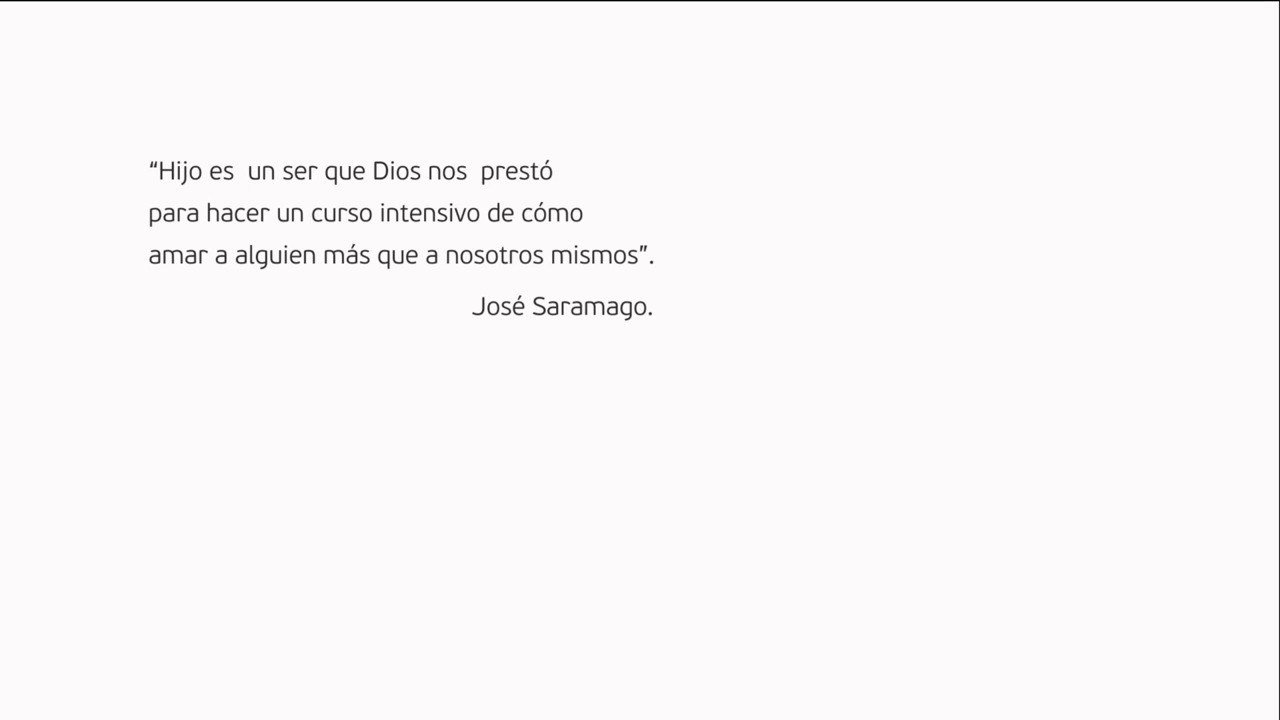 “Hijo es  un ser que Dios nos  prestó
para hacer un curso intensivo de cómo
amar a alguien más que a nosotros mismos”.
José Saramago.